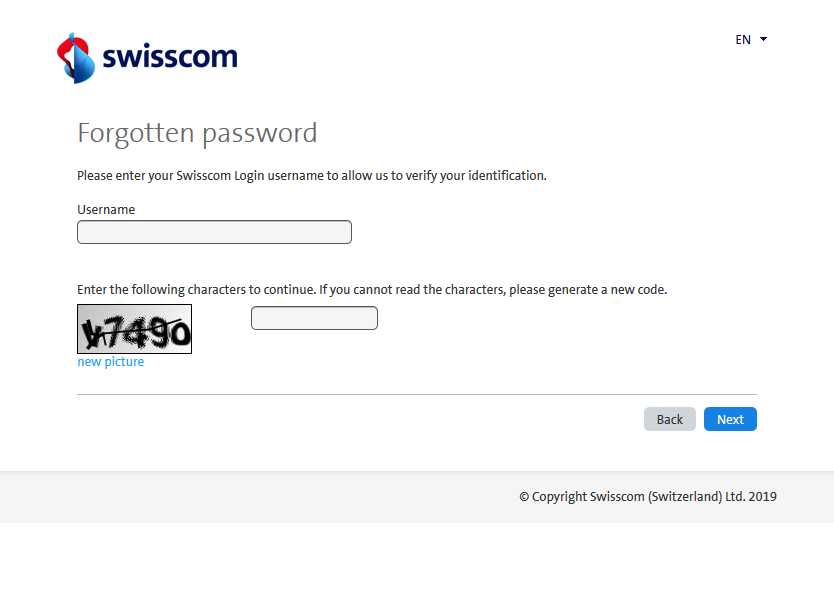 swisscom
EN
Forgotten password
Please enter your Swisscom Login username to allow us to verify your identification.
Username
Enter the following characters to continue. If you cannot read the characters, please generate a new code.
new picture
Back
Next
© Copyright Swisscom (Switzerland) Ltd. 2019